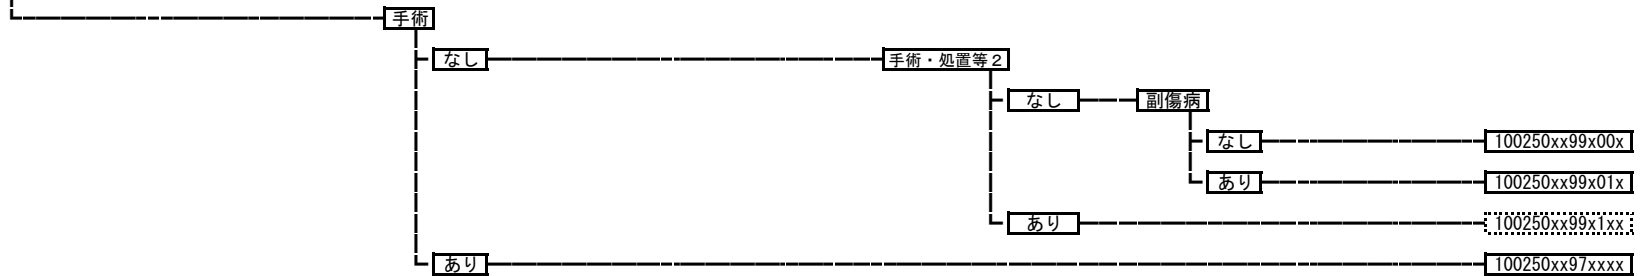 手術
なし 手術・処置等２
なし 副傷病
なし 100250xx99x00x
あり 100250xx99x01x
あり 100250xx99x1xx
あり 100250xx97xxxx